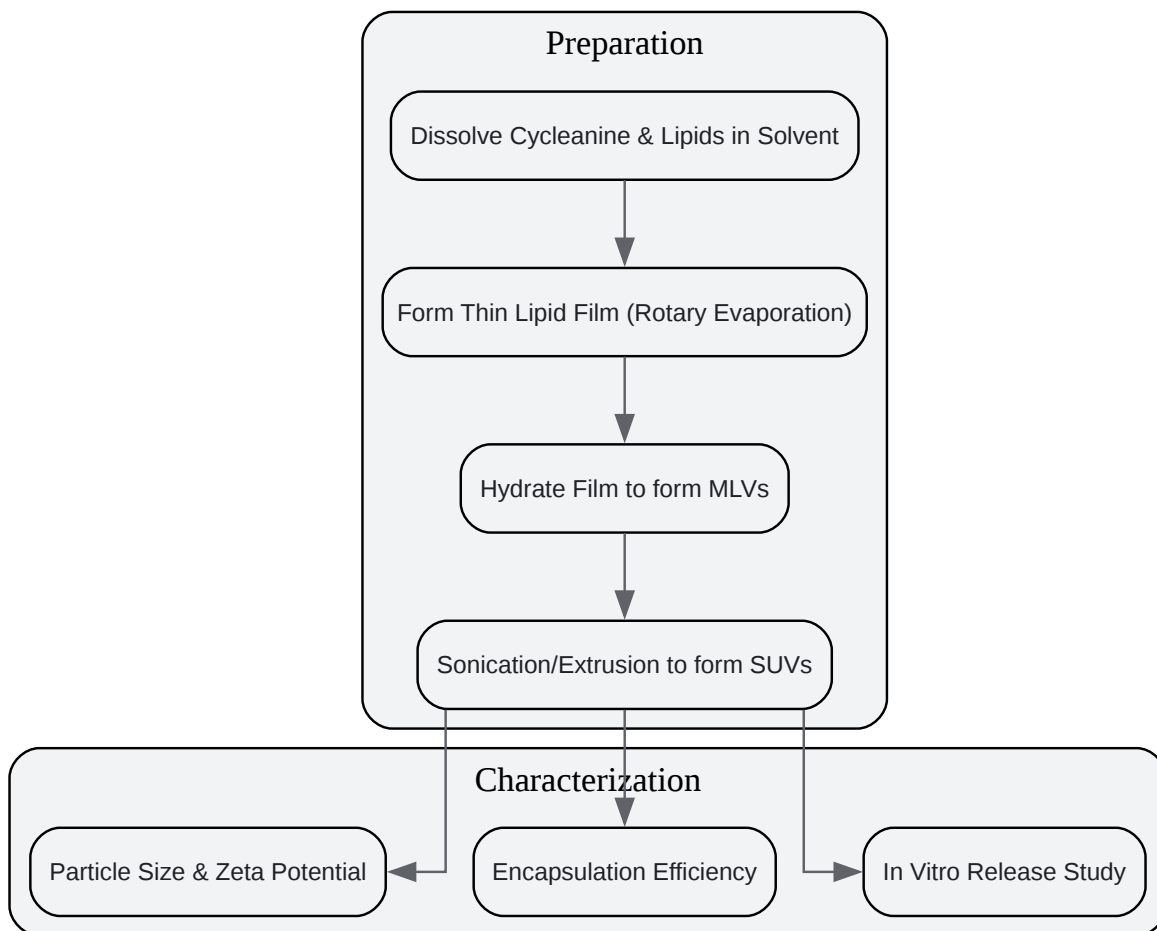 Preparation
Dissolve Cycleanine & Lipids in Solvent
Form Thin Lipid Film (Rotary Evaporation)
Hydrate Film to form MLVs
Sonication/Extrusion to form SUVs
Characterization
Particle Size & Zeta Potential
Encapsulation Efficiency
In Vitro Release Study